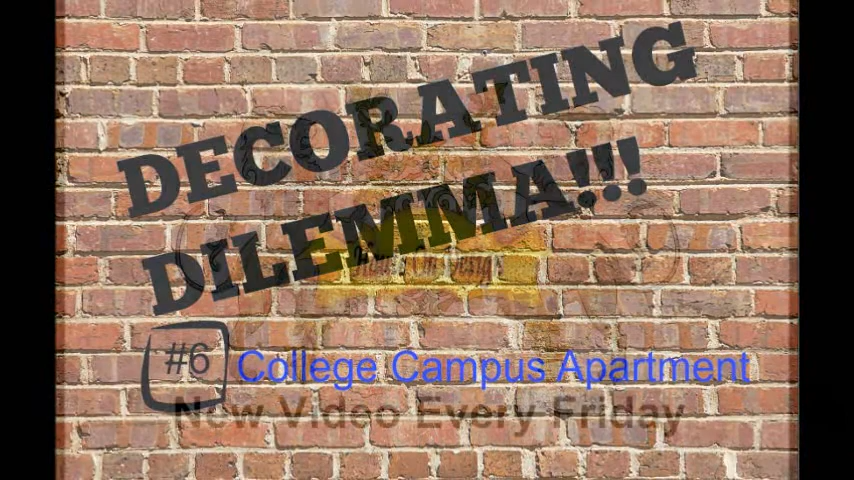 DECORATING
DILEMMA!!!
#6 College Campus Apartment
New Video Every Friday